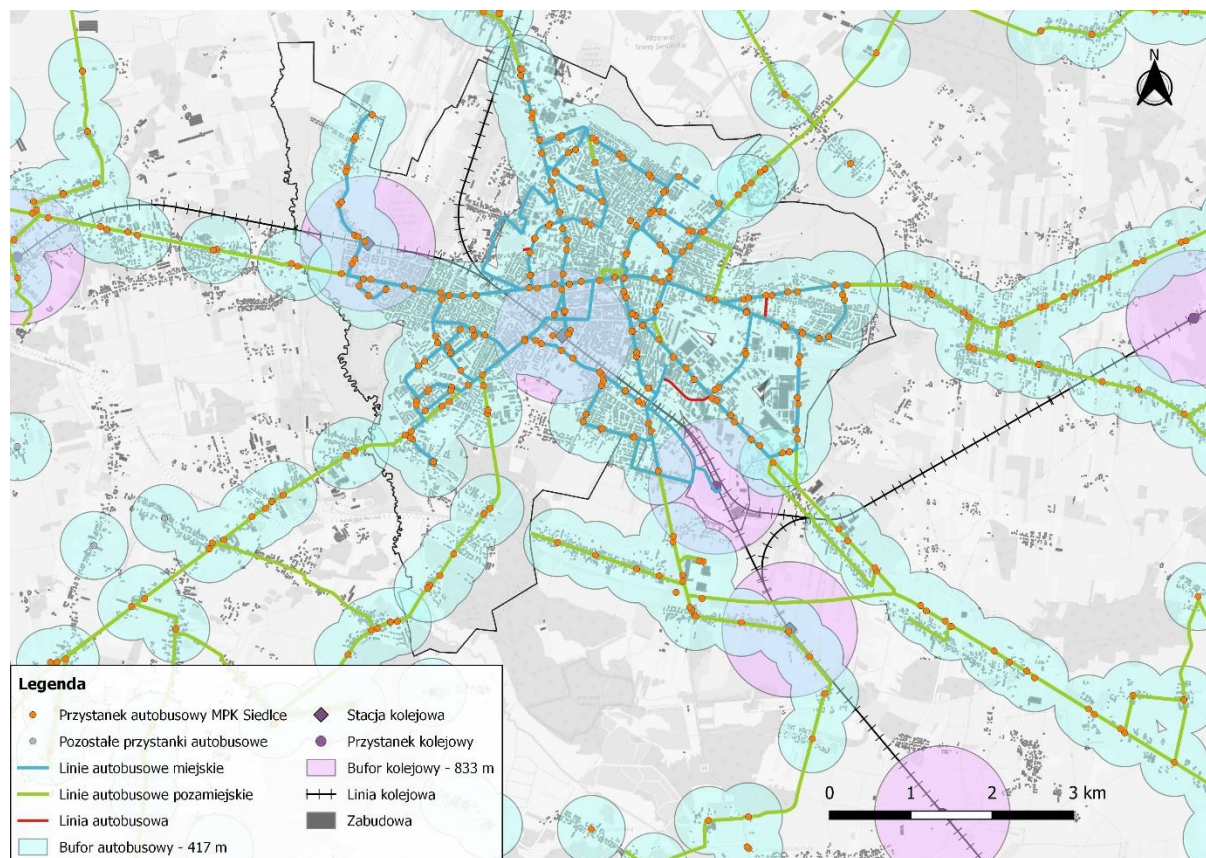 Rezerwat
N
Legenda
Przystanek autobusowy MPK Siedlce
Pozostałe przystanki autobusowe
Linie autobusowe miejskie
Linie autobusowe pozamiejskie
Linia autobusowa
Bufor autobusowy - 417 m
Stacja kolejowa
Przystanek kolejowy
Bufor kolejowy - 833 m
Linia kolejowa
Zabudowa
0 1 2 3 km